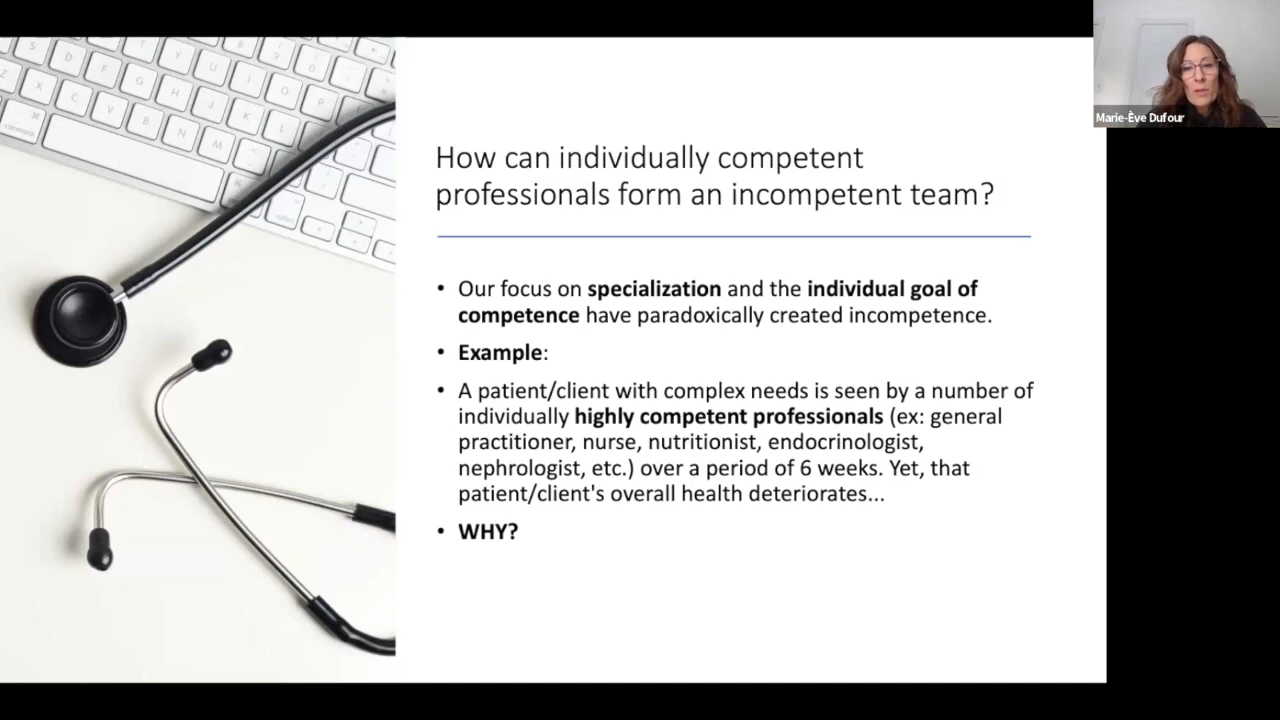 Marie-Ève Dufour
How can individually competent
professionals form an incompetent team?
• Our focus on specialization and the individual goal of
competence have paradoxically created incompetence.
• Example:
• A patient/client with complex needs is seen by a number of
individually highly competent professionals (ex: general
practitioner, nurse, nutritionist, endocrinologist,
nephrologist, etc.) over a period of 6 weeks. Yet, that
patient/client's overall health deteriorates...
• WHY?